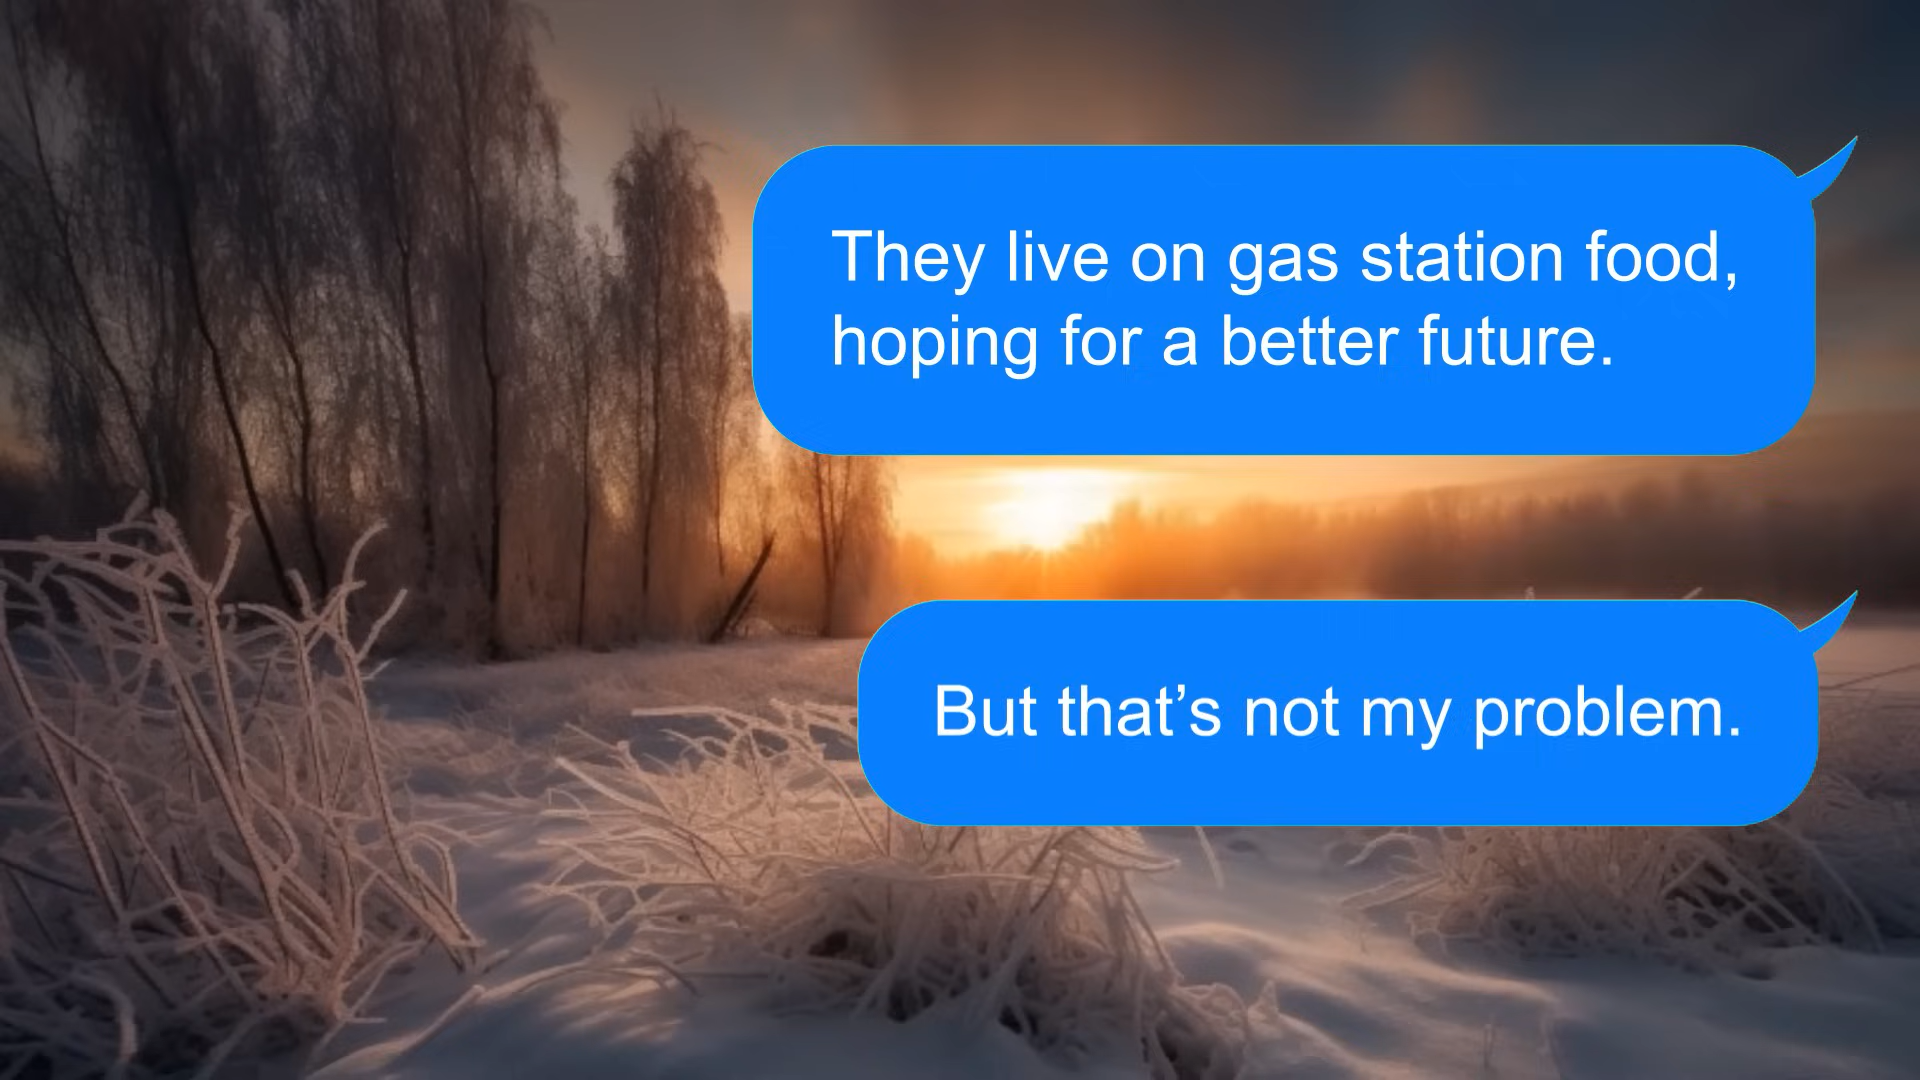 They live on gas station food,
hoping for a better future.
But that’s not my problem.